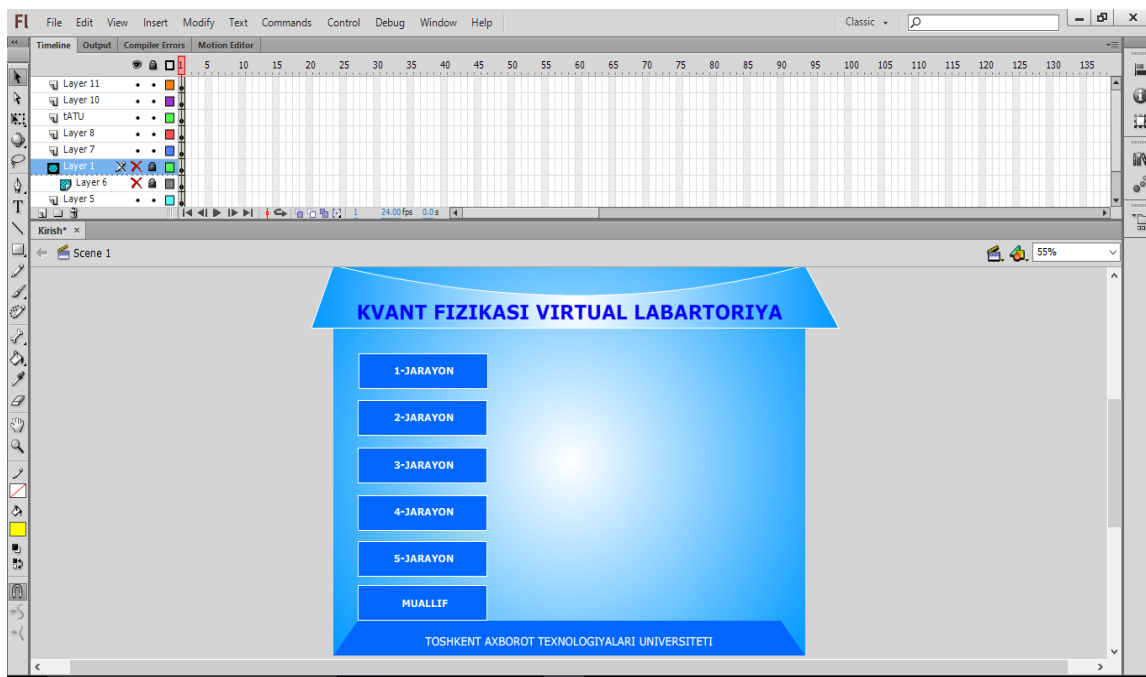 Fl File Edit View Insert Modify Text Commands Control Debug Window Help Classic
Timeline Output Compiler Errors Motion Editor
1 5 10 15 20 25 30 35 40 45 50 55 60 65 70 75 80 85 90 95 100 105 110 115 120 125 130 135
Layer 11
Layer 10
tATU
Layer 8
Layer 7
Layer 1
Layer 6
Layer 5
1 24.00 fps 0.0 s
Kirish* ×
Scene 1 55%
KVANT FIZIKASI VIRTUAL LABARTORIYA
1-JARAYON
2-JARAYON
3-JARAYON
4-JARAYON
5-JARAYON
MUALLIF
TOSHKENT AXBOROT TEXNOLOGIYALARI UNIVERSITETI